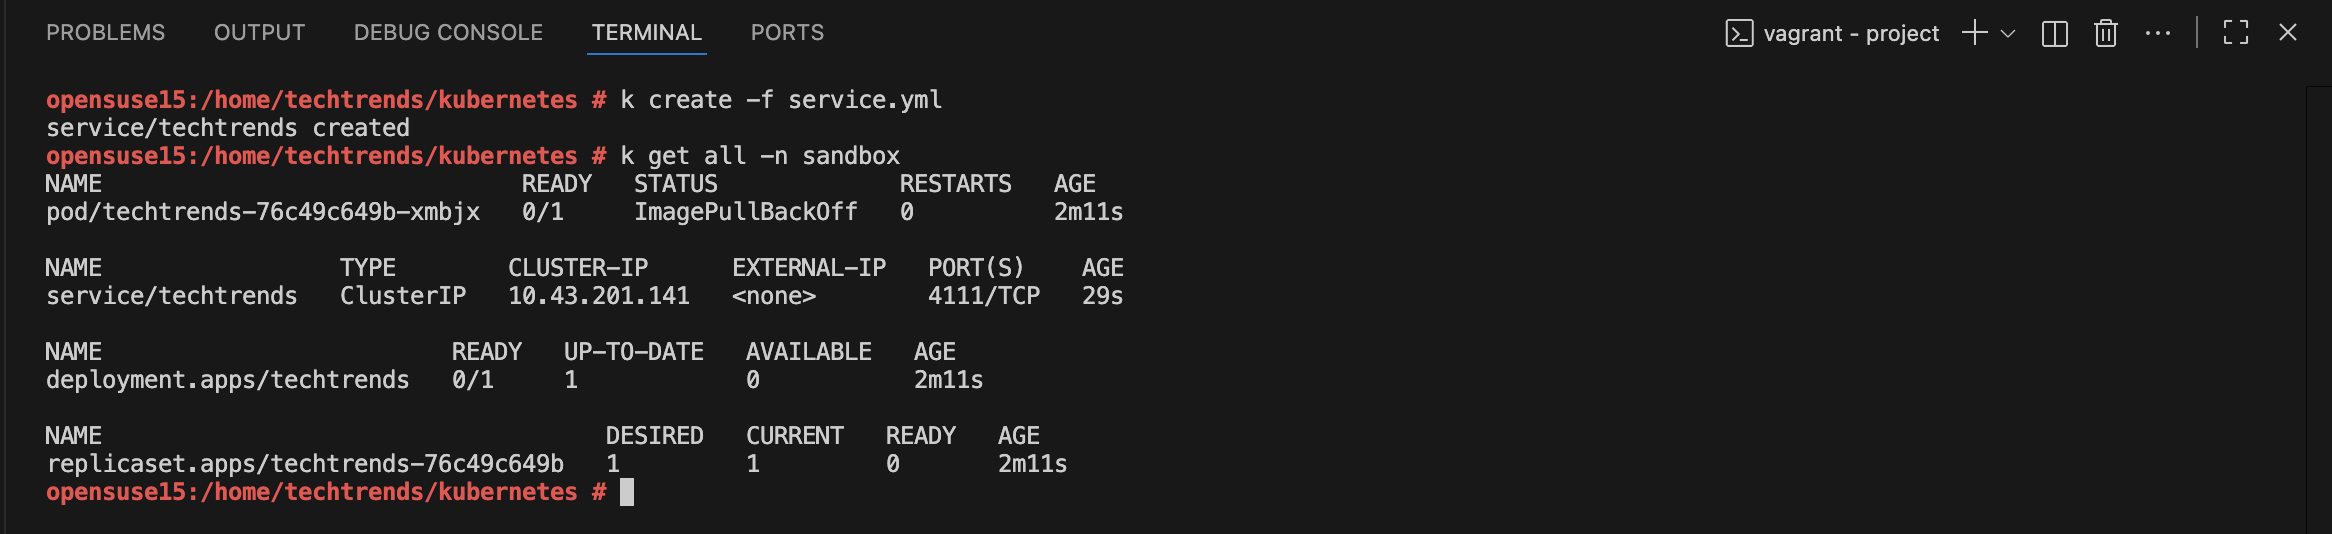 PROBLEMS OUTPUT DEBUG CONSOLE TERMINAL PORTS vagrant - project
opensuse15:/home/techtrends/kubernetes # k create -f service.yml
service/techtrends created
opensuse15:/home/techtrends/kubernetes # k get all -n sandbox
NAME READY STATUS RESTARTS AGE
pod/techtrends-76c49c649b-xmbjx 0/1 ImagePullBackOff 0 2m11s
NAME TYPE CLUSTER-IP EXTERNAL-IP PORT(S) AGE
service/techtrends ClusterIP 10.43.201.141 <none> 4111/TCP 29s
NAME READY UP-TO-DATE AVAILABLE AGE
deployment.apps/techtrends 0/1 1 0 2m11s
NAME DESIRED CURRENT READY AGE
replicaset.apps/techtrends-76c49c649b 1 1 0 2m11s
opensuse15:/home/techtrends/kubernetes #